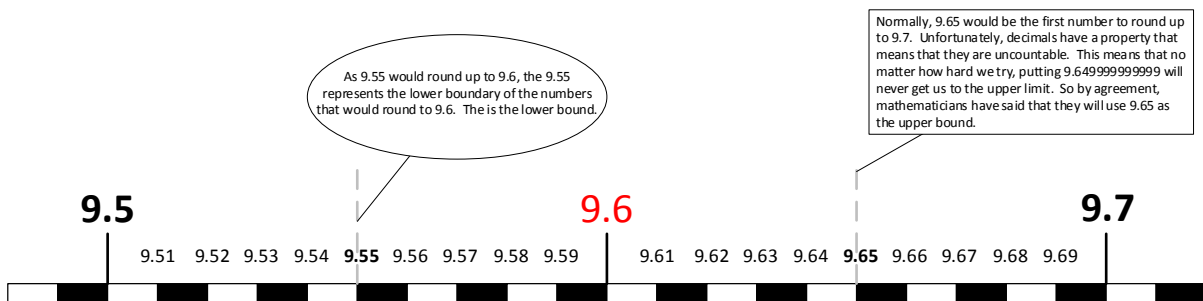 Normally, 9.65 would be the first number to round up
to 9.7.  Unfortunately, decimals have a property that
means that they are uncountable.  This means that no
matter how hard we try, putting 9.649999999999 will
never get us to the upper limit.  So by agreement,
mathematicians have said that they will use 9.65 as
the upper bound.
As 9.55 would round up to 9.6, the 9.55
represents the lower boundary of the numbers
that would round to 9.6.  The is the lower bound.
9.5 9.6 9.7
9.51 9.52 9.53 9.54 9.55 9.56 9.57 9.58 9.59 9.61 9.62 9.63 9.64 9.65 9.66 9.67 9.68 9.69